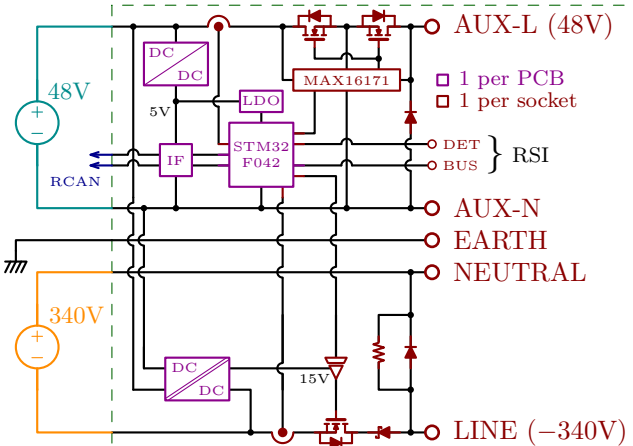 AUX-L (48V)
DC
DC
MAX16171
1 per PCB
1 per socket
48V
+
−
5V
LDO
STM32
F042
IF
DET
BUS
} RSI
RCAN
AUX-N
EARTH
NEUTRAL
340V
+
−
DC
DC
15V
LINE (−340V)